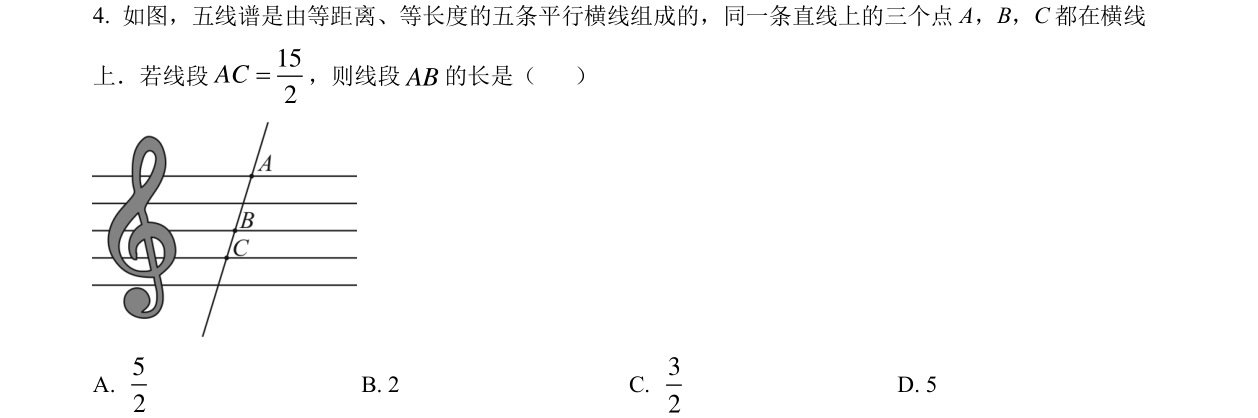 4. 如图，五线谱是由等距离、等长度的五条平行横线组成的，同一条直线上的三个点 A，B，C 都在横线
上．若线段 AC = 15/2，则线段 AB 的长是（　　）
A
B
C
A. 5/2　B. 2　C. 3/2　D. 5